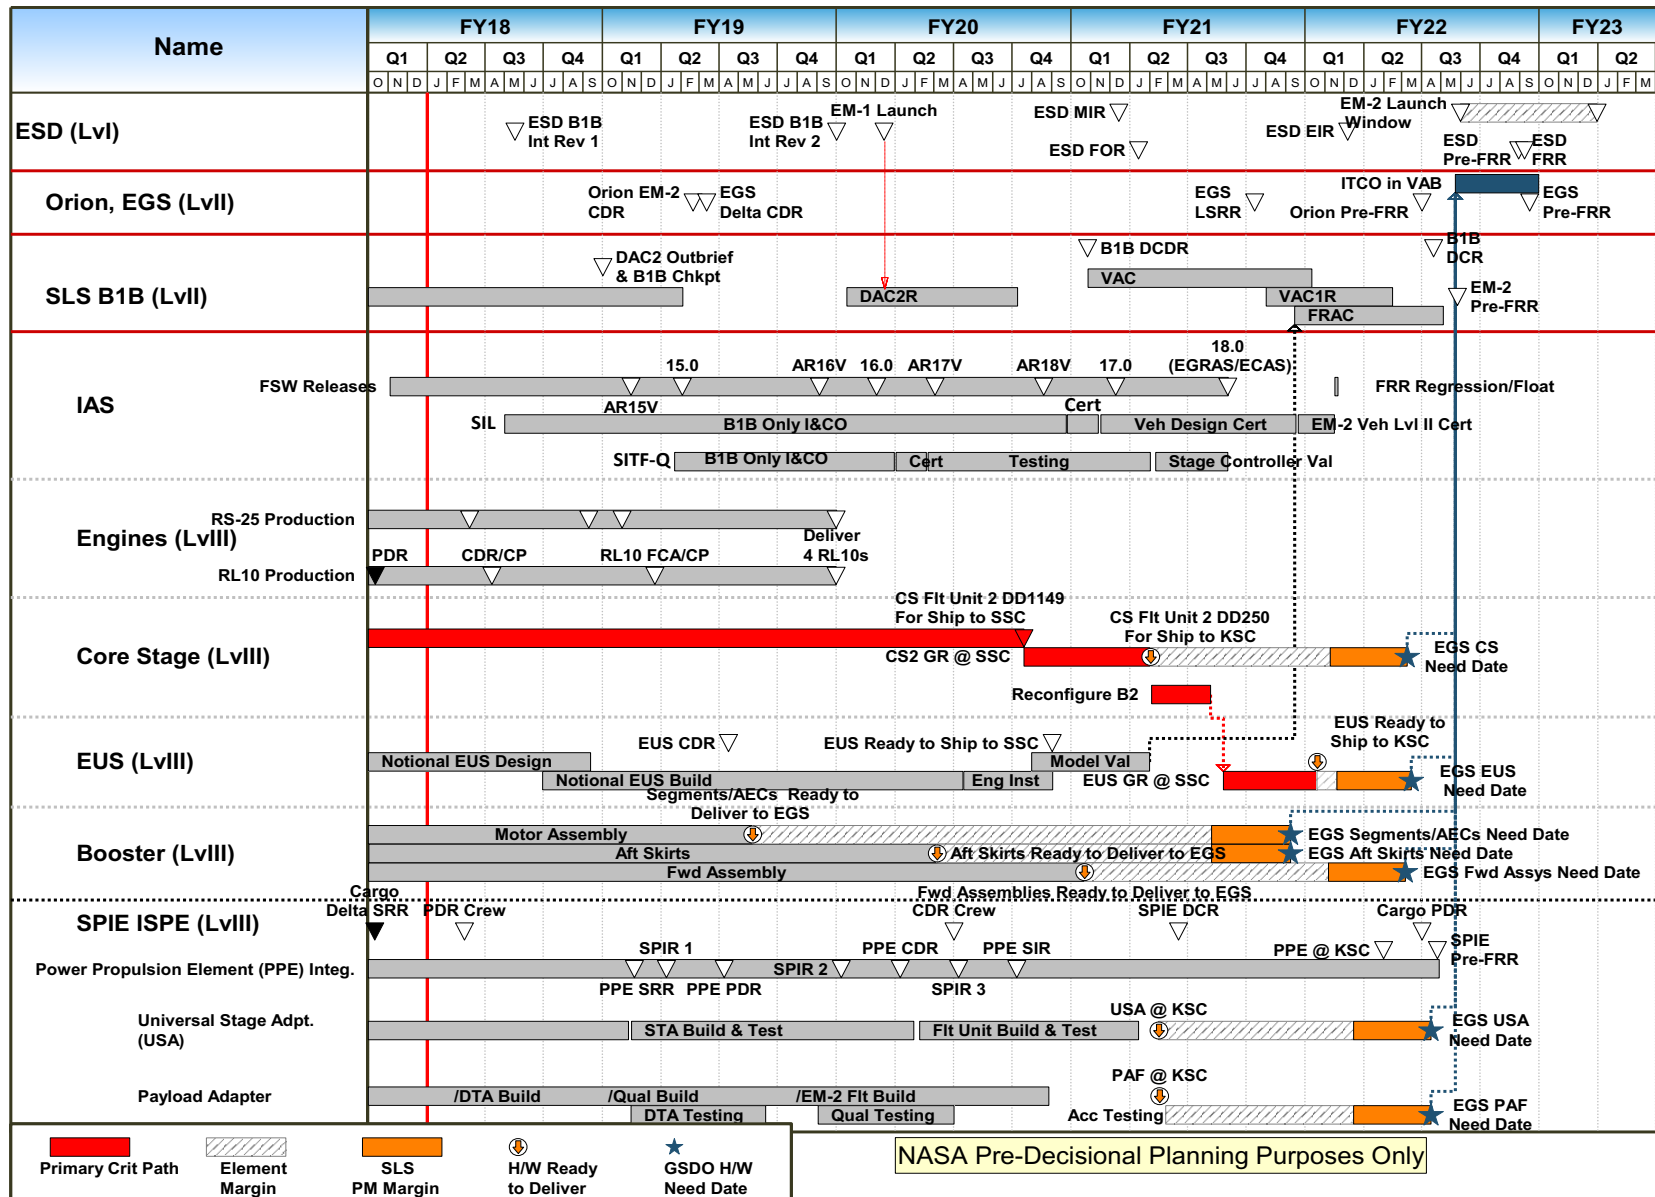 Name
FY18 FY19 FY20 FY21 FY22 FY23
Q1 Q2 Q3 Q4 Q1 Q2 Q3 Q4 Q1 Q2 Q3 Q4 Q1 Q2 Q3 Q4 Q1 Q2 Q3 Q4 Q1 Q2
O N D J F M A M J J A S O N D J F M A M J J A S O N D J F M A M J J A S O N D J F M A M J J A S O N D J F M A M J J A S O N D J F M
ESD (LvI)
ESD B1B
Int Rev 1
ESD B1B
Int Rev 2
EM-1 Launch
ESD MIR
ESD FOR
ESD EIR
EM-2 Launch
Window
ESD
Pre-FRR
ESD
FRR
Orion, EGS (LvII)
Orion EM-2
CDR
EGS
Delta CDR
EGS
LSRR
Orion Pre-FRR
ITCO in VAB
EGS
Pre-FRR
SLS B1B (LvII)
DAC2 Outbrief
& B1B Chkpt
DAC2R
B1B DCDR
VAC
VAC1R
FRAC
B1B
DCR
EM-2
Pre-FRR
IAS
FSW Releases
AR15V
15.0
AR16V
16.0
AR17V
AR18V
17.0
18.0
(EGRAS/ECAS)
FRR Regression/Float
SIL
B1B Only I&CO
Cert
Veh Design Cert
EM-2 Veh Lvl II Cert
SITF-Q
B1B Only I&CO
Cert
Testing
Stage Controller Val
Engines (LvIII)
RS-25 Production
RL10 Production
PDR
CDR/CP
RL10 FCA/CP
Deliver
4 RL10s
Core Stage (LvIII)
CS Flt Unit 2 DD1149
For Ship to SSC
CS2 GR @ SSC
CS Flt Unit 2 DD250
For Ship to KSC
EGS CS
Need Date
Reconfigure B2
EUS (LvIII)
EUS CDR
EUS Ready to Ship to SSC
EUS Ready to
Ship to KSC
Notional EUS Design
Model Val
Notional EUS Build
Eng Inst
EUS GR @ SSC
EGS EUS
Need Date
Booster (LvIII)
Segments/AECs Ready to
Deliver to EGS
Motor Assembly
EGS Segments/AECs Need Date
Aft Skirts
Aft Skirts Ready to Deliver to EGS
EGS Aft Skirts Need Date
Fwd Assembly
EGS Fwd Assys Need Date
Fwd Assemblies Ready to Deliver to EGS
SPIE ISPE (LvIII)
Cargo
Delta SRR
PDR Crew
CDR Crew
SPIE DCR
Cargo PDR
PPE @ KSC
SPIE
Pre-FRR
Power Propulsion Element (PPE) Integ.
SPIR 1
SPIR 2
PPE CDR
PPE SIR
PPE SRR
PPE PDR
SPIR 3
Universal Stage Adpt.
(USA)
STA Build & Test
Flt Unit Build & Test
USA @ KSC
EGS USA
Need Date
Payload Adapter
/DTA Build
/Qual Build
/EM-2 Flt Build
DTA Testing
Qual Testing
PAF @ KSC
Acc Testing
EGS PAF
Need Date
Primary Crit Path
Element
Margin
SLS
PM Margin
H/W Ready
to Deliver
GSDO H/W
Need Date
NASA Pre-Decisional Planning Purposes Only